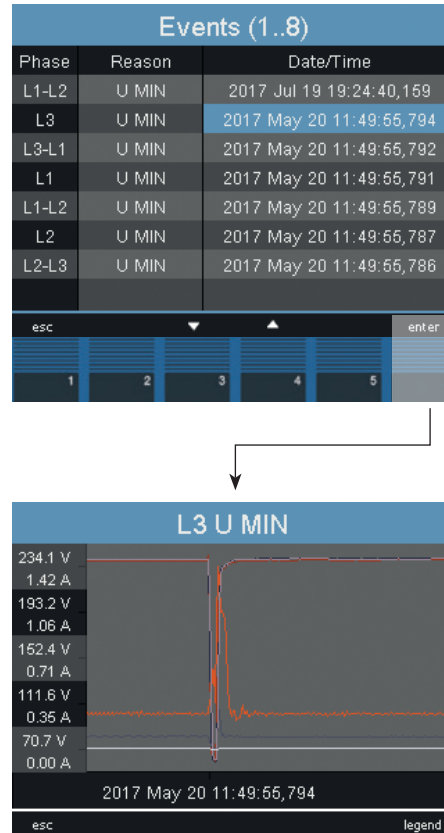 Events (1..8)
Phase Reason Date/Time
L1-L2 U MIN 2017 Jul 19 19:24:40,159
L3 U MIN 2017 May 20 11:49:55,794
L3-L1 U MIN 2017 May 20 11:49:55,792
L1 U MIN 2017 May 20 11:49:55,791
L1-L2 U MIN 2017 May 20 11:49:55,789
L2 U MIN 2017 May 20 11:49:55,787
L2-L3 U MIN 2017 May 20 11:49:55,786
esc enter
1 2 3 4 5
L3 U MIN
234.1 V
1.42 A
193.2 V
1.06 A
152.4 V
0.71 A
111.6 V
0.35 A
70.7 V
0.00 A
2017 May 20 11:49:55,794
esc legend